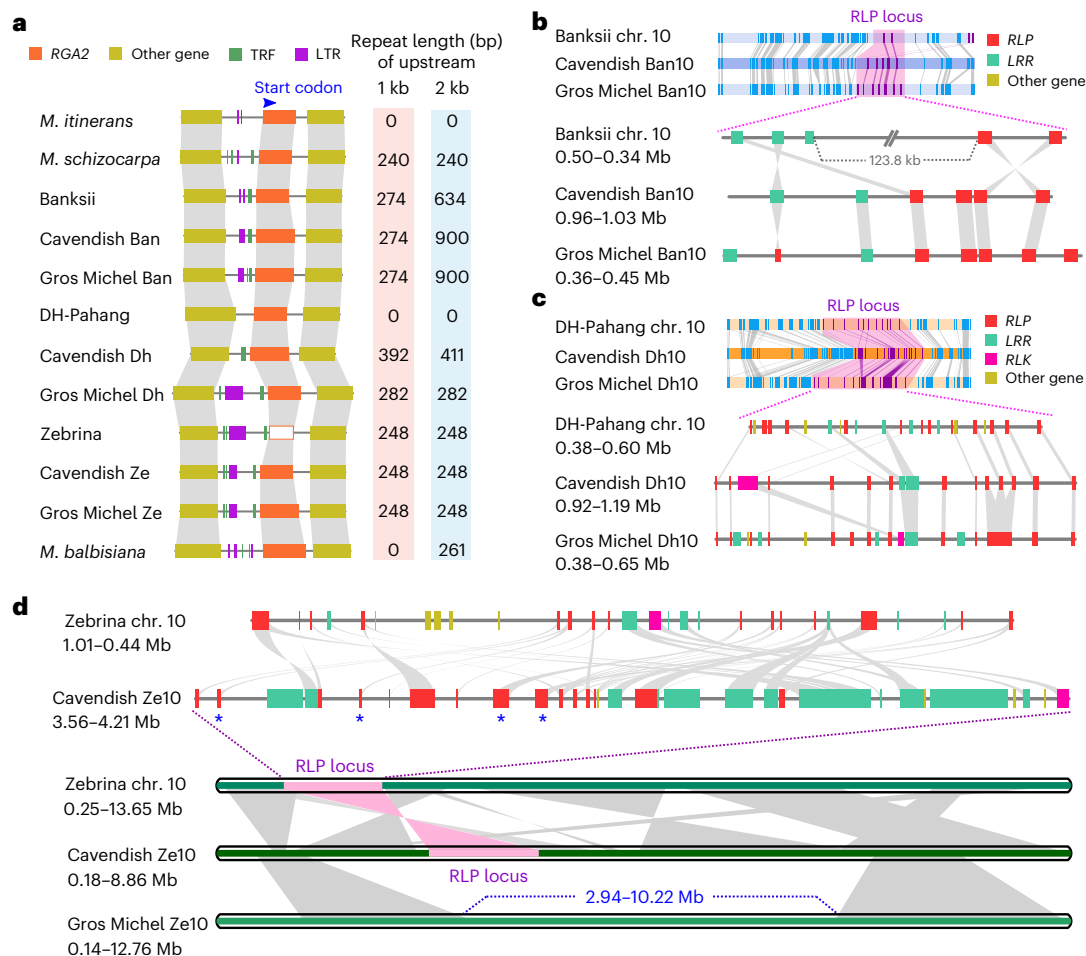 a
RGA2 Other gene TRF LTR
Repeat length (bp) of upstream
1 kb 2 kb
Start codon
M. itinerans 0 0
M. schizocarpa 240 240
Banksii 274 634
Cavendish Ban 274 900
Gros Michel Ban 274 900
DH-Pahang 0 0
Cavendish Dh 392 411
Gros Michel Dh 282 282
Zebrina 248 248
Cavendish Ze 248 248
Gros Michel Ze 248 248
M. balbisiana 0 261
b
RLP locus
Banksii chr. 10
Cavendish Ban10
Gros Michel Ban10
RLP
LRR
Other gene
Banksii chr. 10
0.50–0.34 Mb
123.8 kb
Cavendish Ban10
0.96–1.03 Mb
Gros Michel Ban10
0.36–0.45 Mb
c
RLP locus
DH-Pahang chr. 10
Cavendish Dh10
Gros Michel Dh10
RLP
LRR
RLK
Other gene
DH-Pahang chr. 10
0.38–0.60 Mb
Cavendish Dh10
0.92–1.19 Mb
Gros Michel Dh10
0.38–0.65 Mb
d
Zebrina chr. 10
1.01–0.44 Mb
Cavendish Ze10
3.56–4.21 Mb
* * * *
RLP locus
Zebrina chr. 10
0.25–13.65 Mb
Cavendish Ze10
0.18–8.86 Mb
RLP locus
2.94–10.22 Mb
Gros Michel Ze10
0.14–12.76 Mb